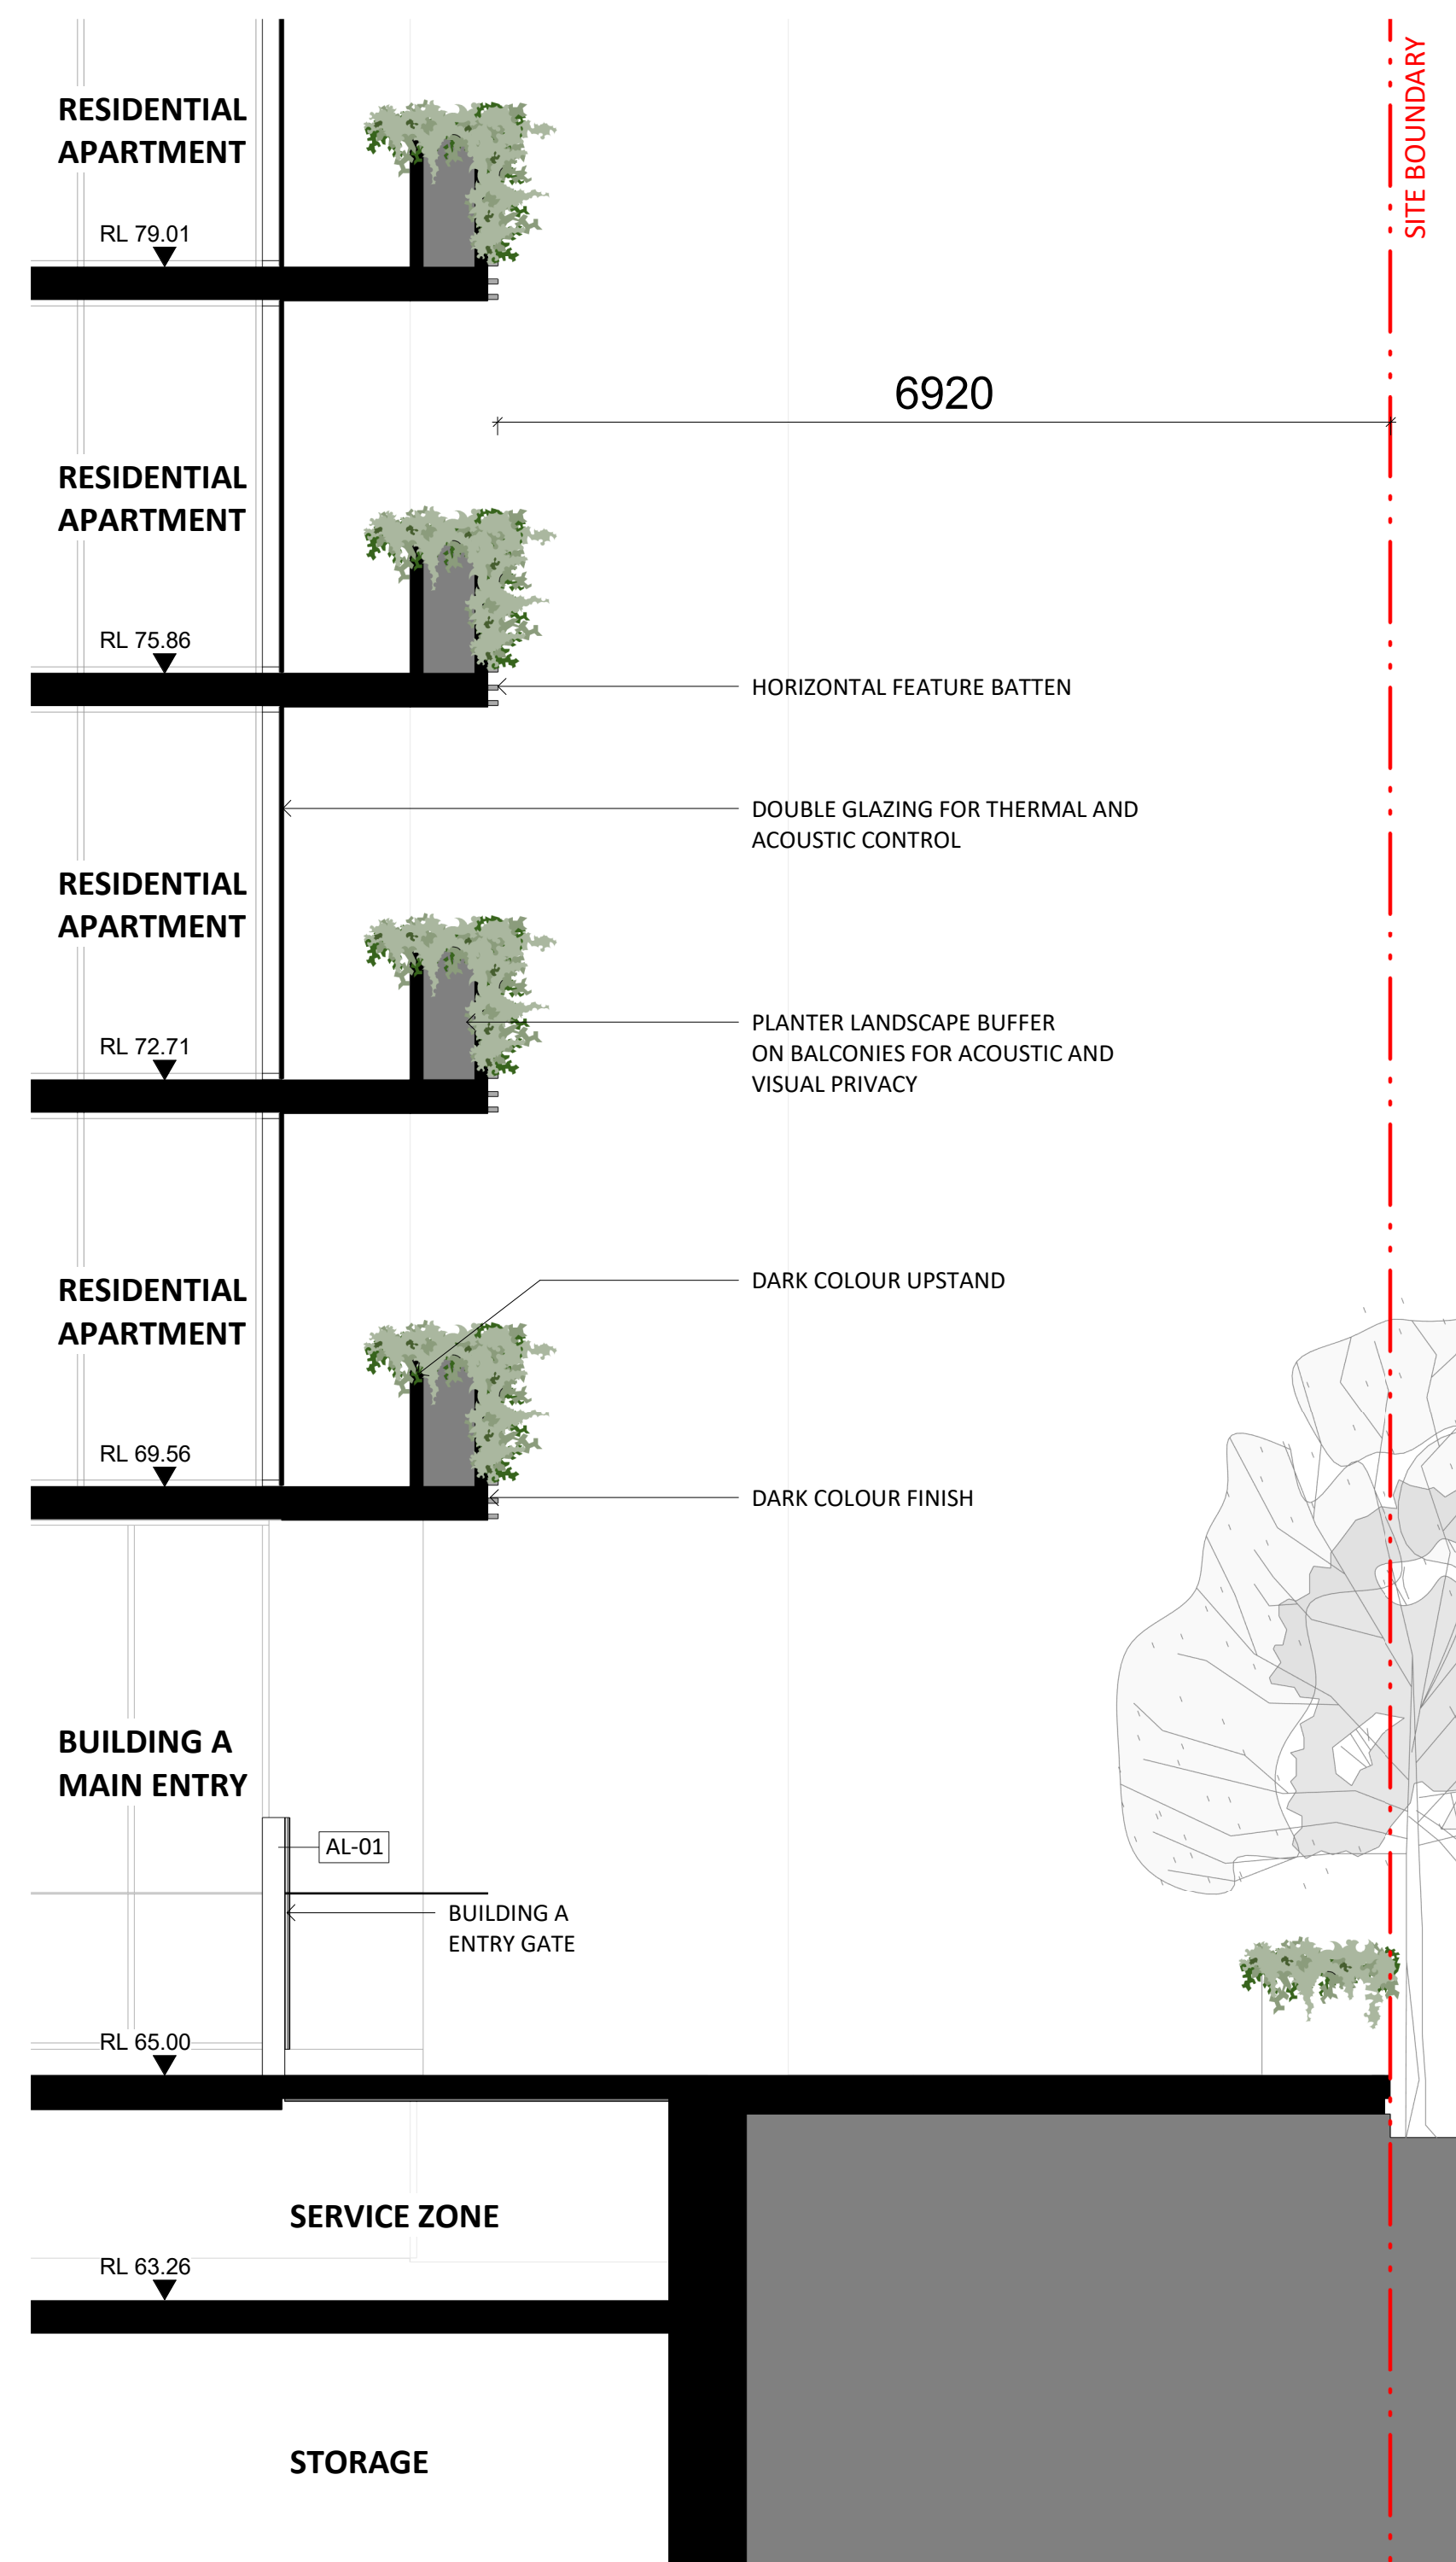 SITE BOUNDARY
RESIDENTIAL
APARTMENT
RL 79.01
6920
RESIDENTIAL
APARTMENT
RL 75.86
HORIZONTAL FEATURE BATTEN
DOUBLE GLAZING FOR THERMAL AND
ACOUSTIC CONTROL
RESIDENTIAL
APARTMENT
RL 72.71
PLANTER LANDSCAPE BUFFER
ON BALCONIES FOR ACOUSTIC AND
VISUAL PRIVACY
RESIDENTIAL
APARTMENT
DARK COLOUR UPSTAND
RL 69.56
DARK COLOUR FINISH
BUILDING A
MAIN ENTRY
AL-01
BUILDING A
ENTRY GATE
RL 65.00
SERVICE ZONE
RL 63.26
STORAGE